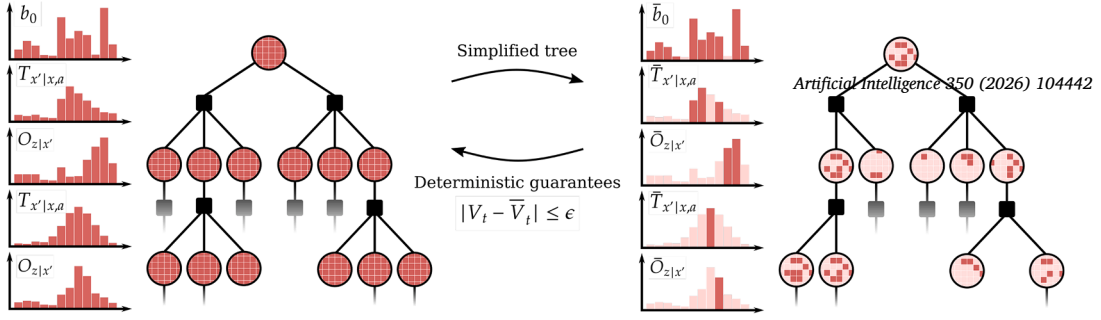 b₀
T_{x′|x,a}
O_{z|x′}
T_{x′|x,a}
O_{z|x′}
Simplified tree
Deterministic guarantees
|V_t − V̄_t| ≤ ϵ
b̄₀
T̄_{x′|x,a}
Artificial Intelligence 350 (2026) 104442
Ō_{z|x′}
T̄_{x′|x,a}
Ō_{z|x′}